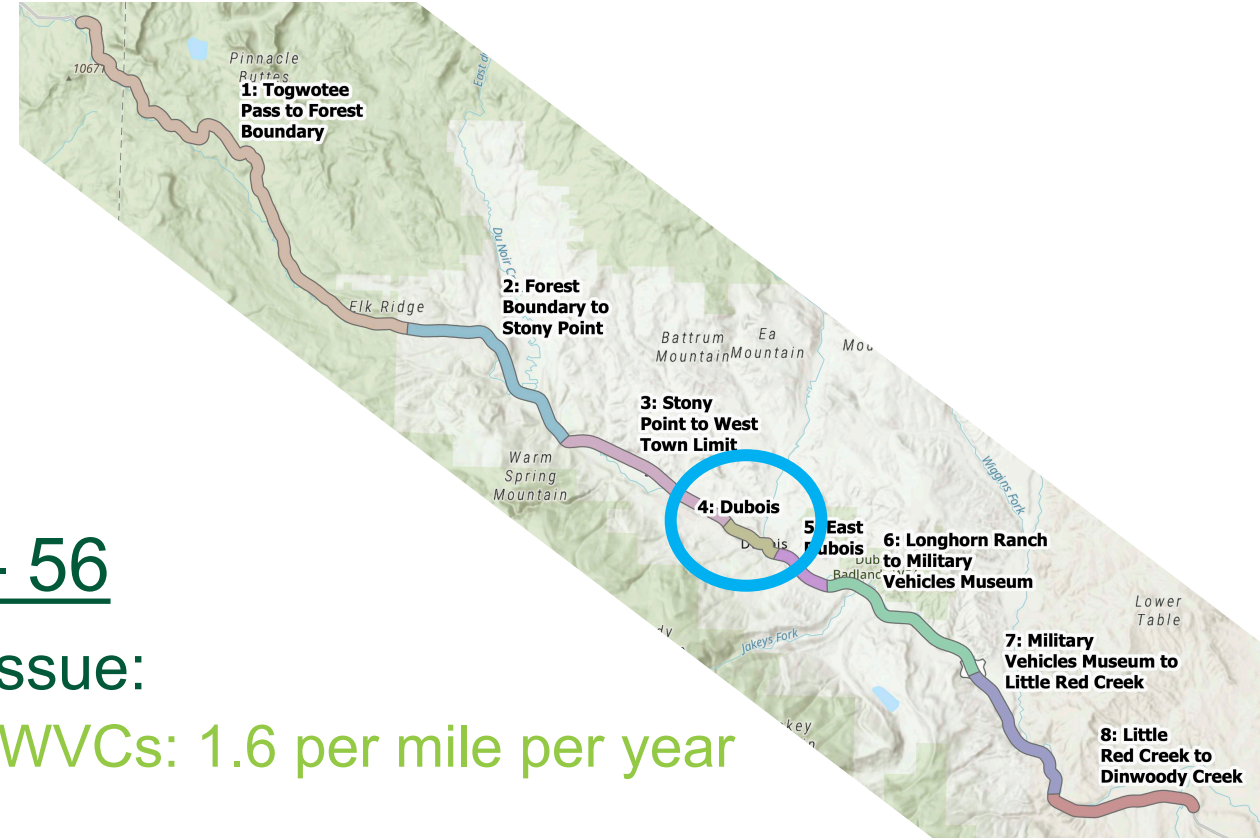 Pinnacle
Buttes
10671
1: Togwotee
Pass to Forest
Boundary
East
Du Noir
2: Forest
Boundary to
Stony Point
Elk Ridge
Battrum
Mountain
Ea
Mountain
3: Stony
Point to West
Town Limit
Warm
Spring
Mountain
Wiggins Fork
4: Dubois
5: East
Dubois
6: Longhorn Ranch
to Military
Vehicles Museum
Badland
Jakeys Fork
Lower
Table
7: Military
Vehicles Museum to
Little Red Creek
8: Little
Red Creek to
Dinwoody Creek
- 56
ssue:
WVCs: 1.6 per mile per year